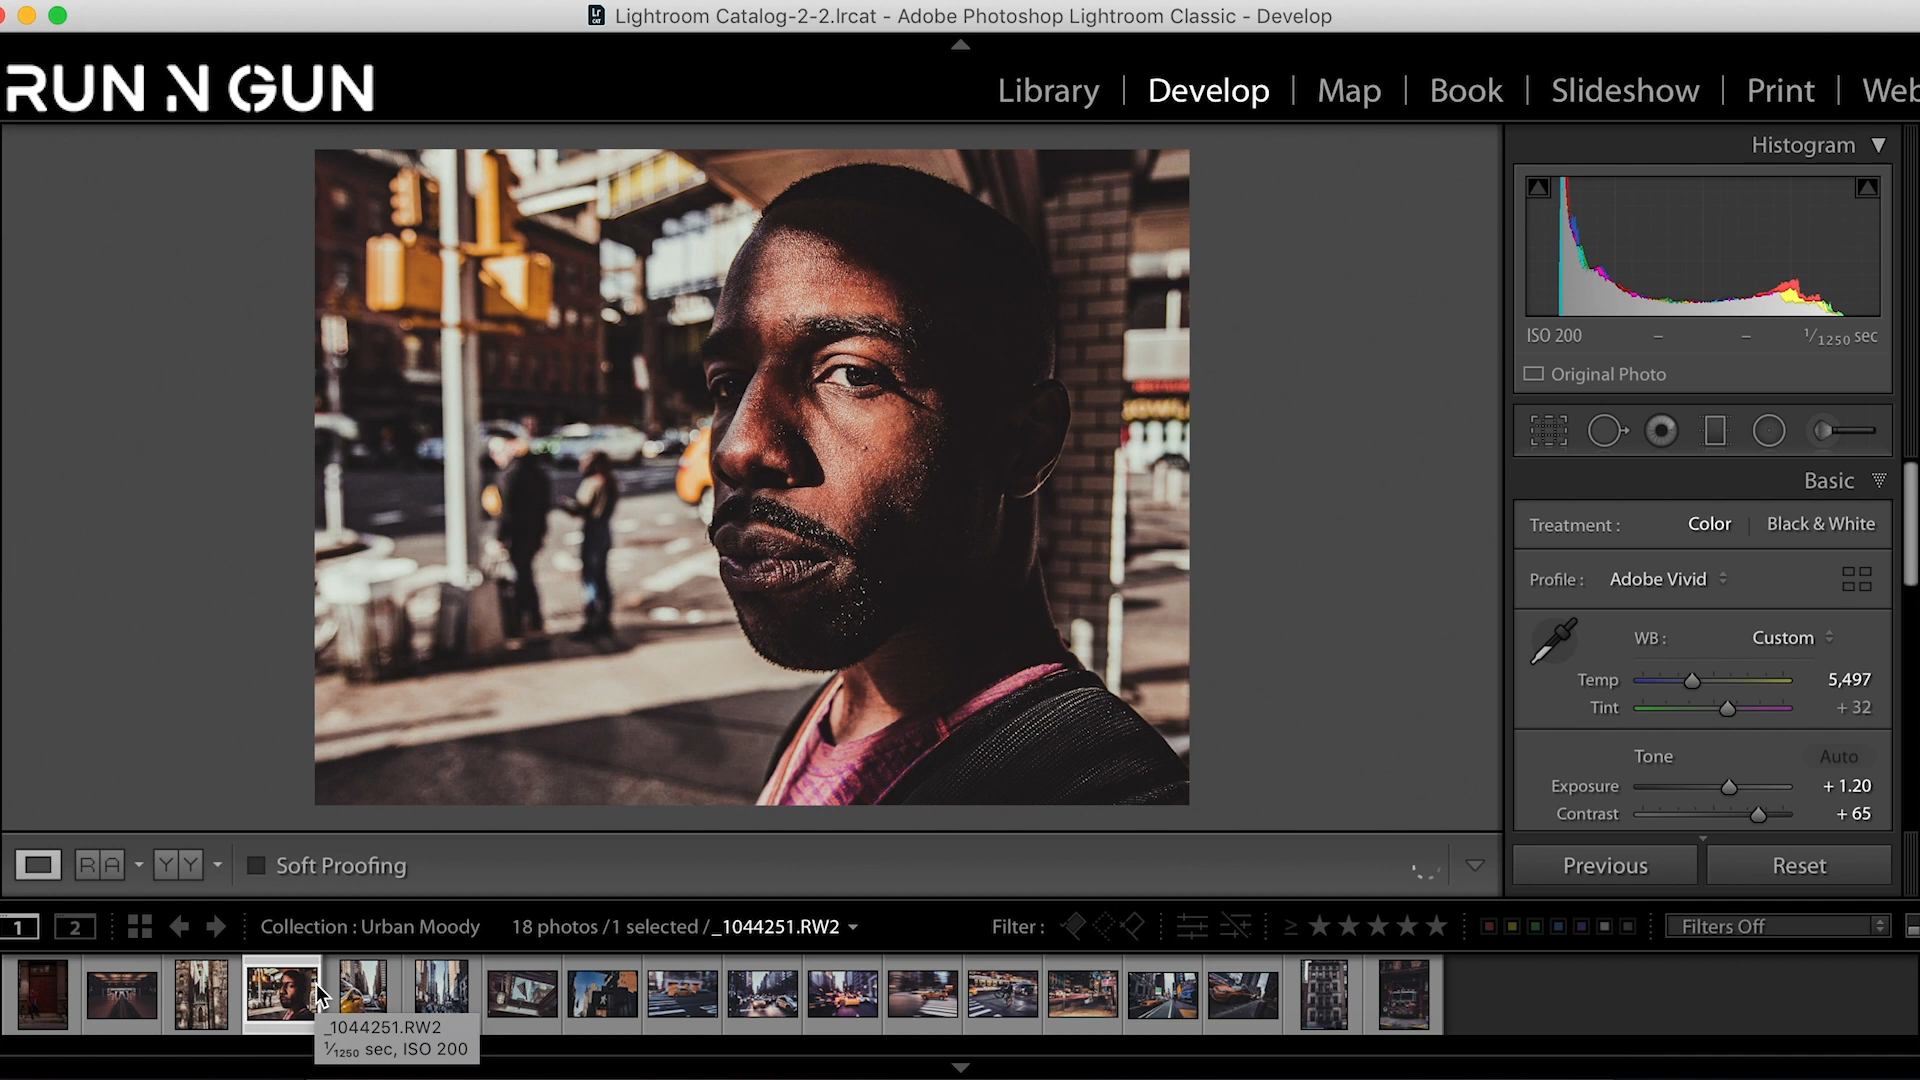 Lightroom Catalog-2-2.lrcat - Adobe Photoshop Lightroom Classic - Develop
RUN N GUN
Library | Develop | Map | Book | Slideshow | Print | Web
Histogram
ISO 200 – – 1/1250 sec
Original Photo
Basic
Treatment : Color Black & White
Profile : Adobe Vivid
WB : Custom
Temp 5,497
Tint + 32
Tone Auto
Exposure + 1.20
Contrast + 65
RA YY Soft Proofing
Previous Reset
1 2 Collection : Urban Moody 18 photos / 1 selected / _1044251.RW2 Filter : ≥ ★★★★★ Filters Off
_1044251.RW2
1/1250 sec, ISO 200